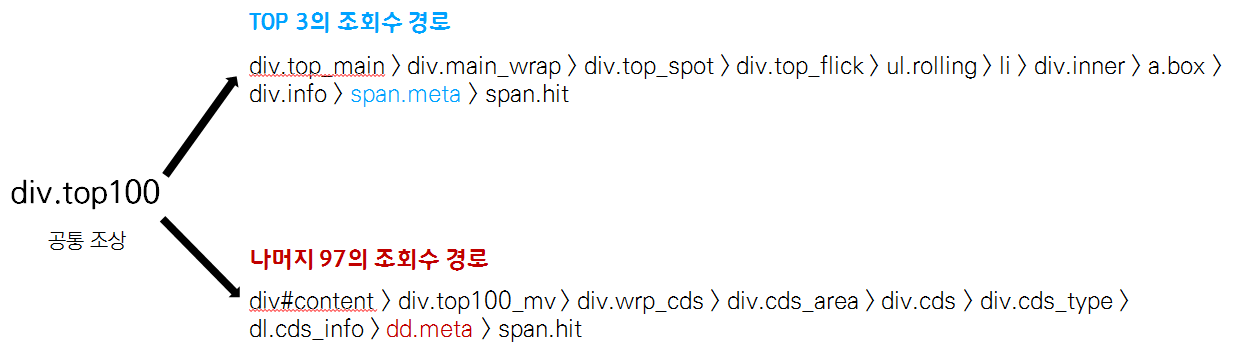 TOP 3의 조회수 경로
div.top_main 〉div.main_wrap 〉div.top_spot 〉div.top_flick 〉ul.rolling 〉li 〉div.inner 〉a.box 〉
div.info 〉span.meta 〉span.hit
div.top100
공통 조상
나머지 97의 조회수 경로
div#content 〉div.top100_mv 〉div.wrp_cds 〉div.cds_area 〉div.cds 〉div.cds_type 〉
dl.cds_info 〉dd.meta 〉span.hit